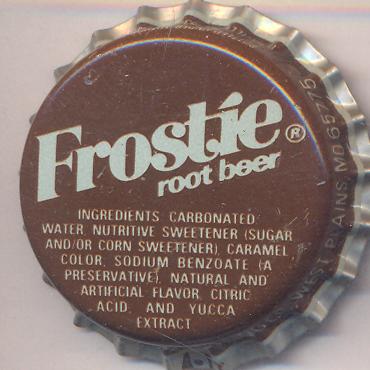 Frostie®
root beer
INGREDIENTS CARBONATED
WATER, NUTRITIVE SWEETENER (SUGAR
AND/OR CORN SWEETENER), CARAMEL
COLOR, SODIUM BENZOATE (A
PRESERVATIVE), NATURAL AND
ARTIFICIAL FLAVOR, CITRIC
ACID, AND YUCCA
EXTRACT
WEST PLAINS, MO 65775